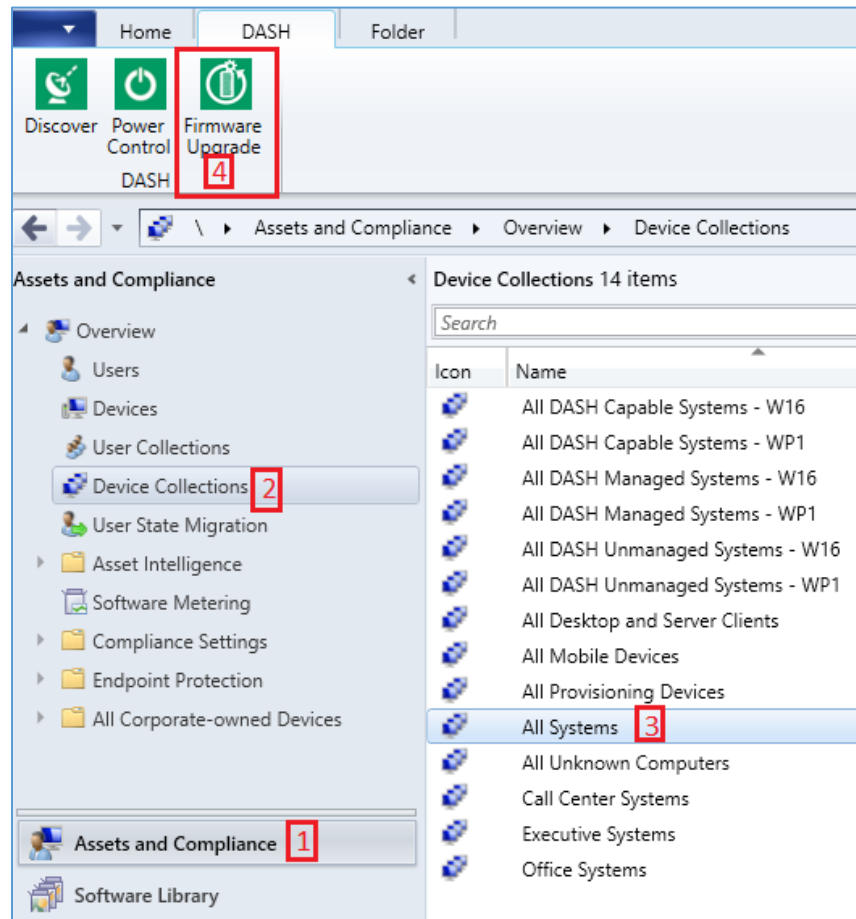 Home DASH Folder
Discover Power Control Firmware Upgrade
4
DASH
\ Assets and Compliance Overview Device Collections
Assets and Compliance
Overview
Users
Devices
User Collections
Device Collections 2
User State Migration
Asset Intelligence
Software Metering
Compliance Settings
Endpoint Protection
All Corporate-owned Devices
Assets and Compliance 1
Software Library
Device Collections 14 items
Search
Icon Name
All DASH Capable Systems - W16
All DASH Capable Systems - WP1
All DASH Managed Systems - W16
All DASH Managed Systems - WP1
All DASH Unmanaged Systems - W16
All DASH Unmanaged Systems - WP1
All Desktop and Server Clients
All Mobile Devices
All Provisioning Devices
All Systems 3
All Unknown Computers
Call Center Systems
Executive Systems
Office Systems